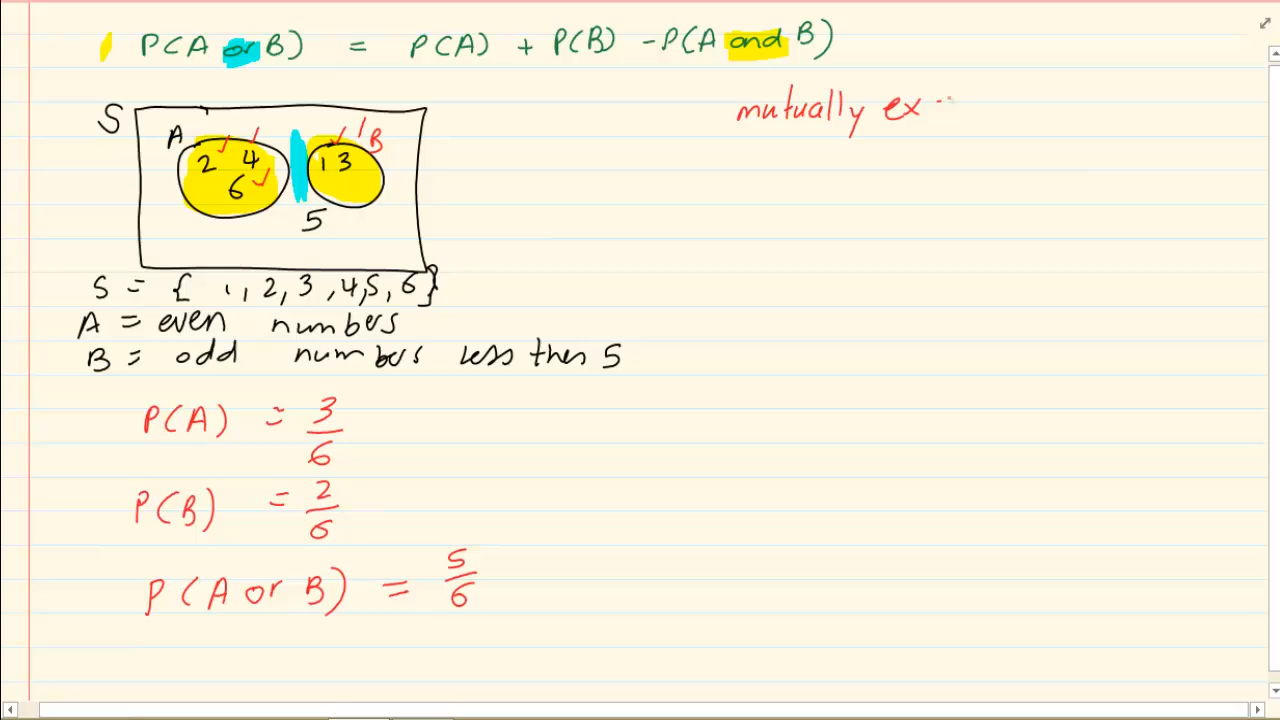 P(A or B) = P(A) + P(B) - P(A and B)
mutually ex
S
A
B
2 4
1 3
6
5
S = { 1, 2, 3, 4, 5, 6 }
A = even numbers
B = odd numbers less then 5
P(A) = 3/6
P(B) = 2/6
P(A or B) = 5/6